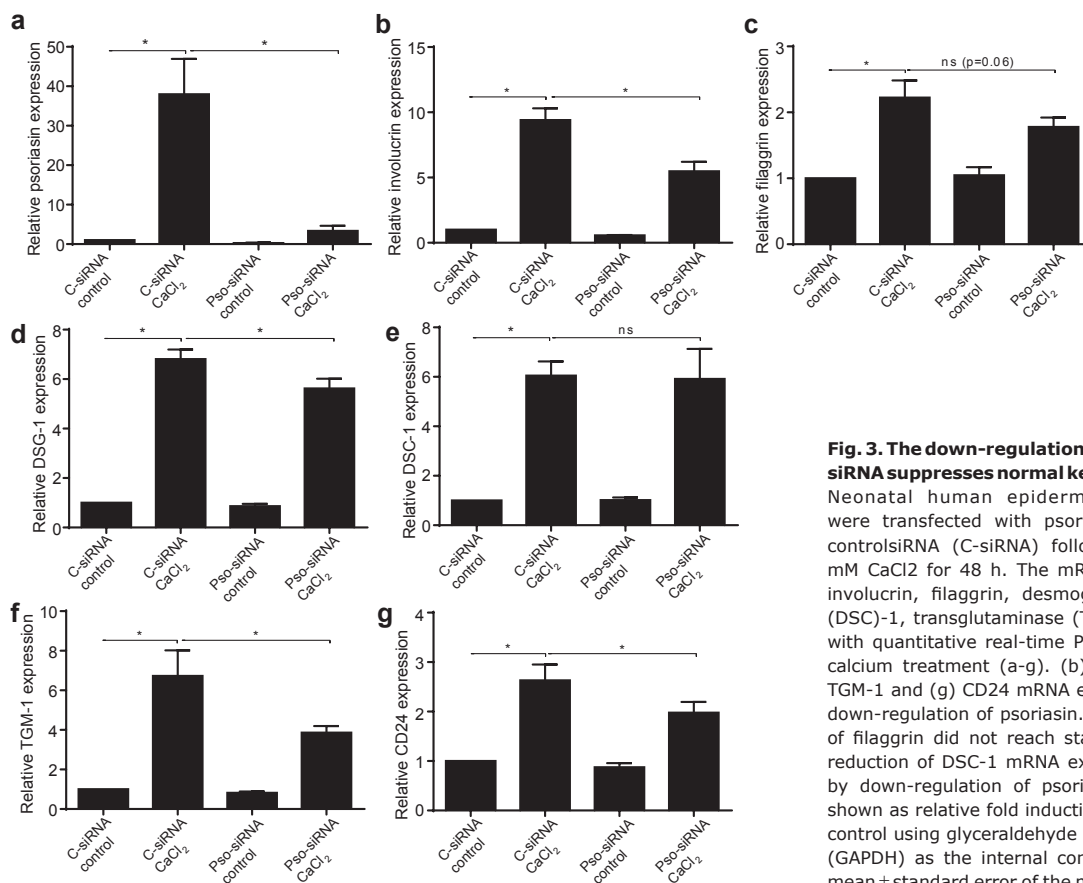 a
* *
Relative psoriasin expression
50
40
30
20
10
0
C-siRNA control
C-siRNA CaCl2
Pso-siRNA control
Pso-siRNA CaCl2
b
* *
Relative involucrin expression
15
10
5
0
C-siRNA control
C-siRNA CaCl2
Pso-siRNA control
Pso-siRNA CaCl2
c
* ns (p=0.06)
Relative filaggrin expression
3
2
1
0
C-siRNA control
C-siRNA CaCl2
Pso-siRNA control
Pso-siRNA CaCl2
d
* *
Relative DSG-1 expression
8
6
4
2
0
C-siRNA control
C-siRNA CaCl2
Pso-siRNA control
Pso-siRNA CaCl2
e
* ns
Relative DSC-1 expression
8
6
4
2
0
C-siRNA control
C-siRNA CaCl2
Pso-siRNA control
Pso-siRNA CaCl2
f
* *
Relative TGM-1 expression
10
8
6
4
2
0
C-siRNA control
C-siRNA CaCl2
Pso-siRNA control
Pso-siRNA CaCl2
g
* *
Relative CD24 expression
4
3
2
1
0
C-siRNA control
C-siRNA CaCl2
Pso-siRNA control
Pso-siRNA CaCl2
Fig. 3. The down-regulation
siRNA suppresses normal ke
Neonatal human epiderm
were transfected with psor
controlsiRNA (C-siRNA) follo
mM CaCl2 for 48 h. The mR
involucrin, filaggrin, desmog
(DSC)-1, transglutaminase (T
with quantitative real-time P
calcium treatment (a-g). (b)
TGM-1 and (g) CD24 mRNA e
down-regulation of psoriasin.
of filaggrin did not reach sta
reduction of DSC-1 mRNA ex
by down-regulation of psori
shown as relative fold inductio
control using glyceraldehyde
(GAPDH) as the internal con
mean±standard error of the m